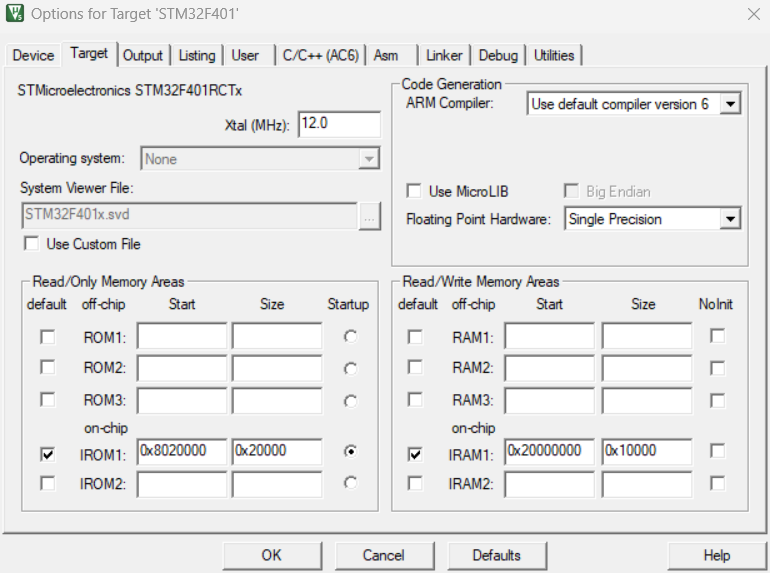 Options for Target 'STM32F401'
Device Target Output Listing User C/C++ (AC6) Asm Linker Debug Utilities
STMicroelectronics STM32F401RCTx
Xtal (MHz): 12.0
Operating system: None
System Viewer File:
STM32F401x.svd ...
Use Custom File
Code Generation
ARM Compiler: Use default compiler version 6
Use MicroLIB Big Endian
Floating Point Hardware: Single Precision
Read/Only Memory Areas
default off-chip Start Size Startup
ROM1:
ROM2:
ROM3:
on-chip
IROM1: 0x8020000 0x20000
IROM2:
Read/Write Memory Areas
default off-chip Start Size NoInit
RAM1:
RAM2:
RAM3:
on-chip
IRAM1: 0x20000000 0x10000
IRAM2:
OK Cancel Defaults Help